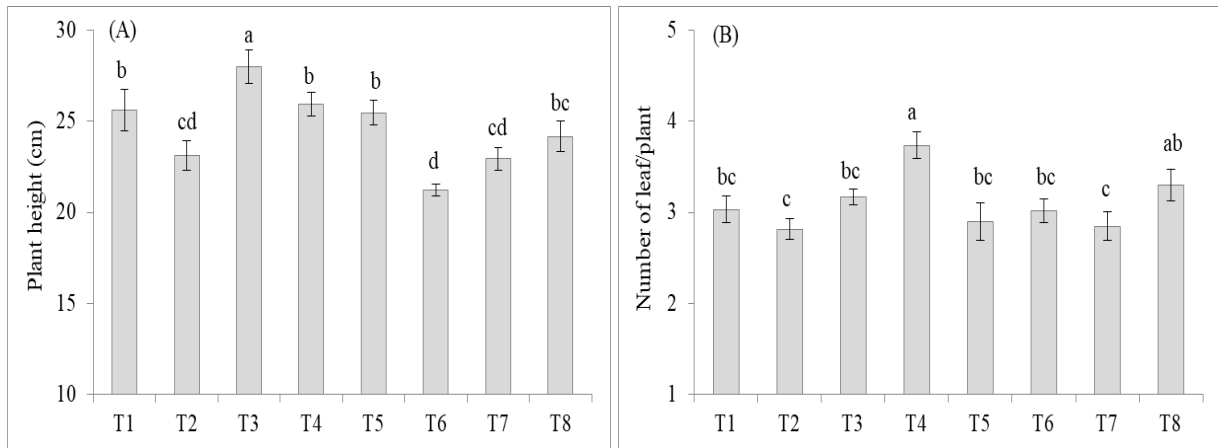 (A)
Plant height (cm)
30
25
20
15
10
b
cd
a
b
b
d
cd
bc
T1 T2 T3 T4 T5 T6 T7 T8
(B)
Number of leaf/plant
5
4
3
2
1
bc
c
bc
a
bc
bc
c
ab
T1 T2 T3 T4 T5 T6 T7 T8